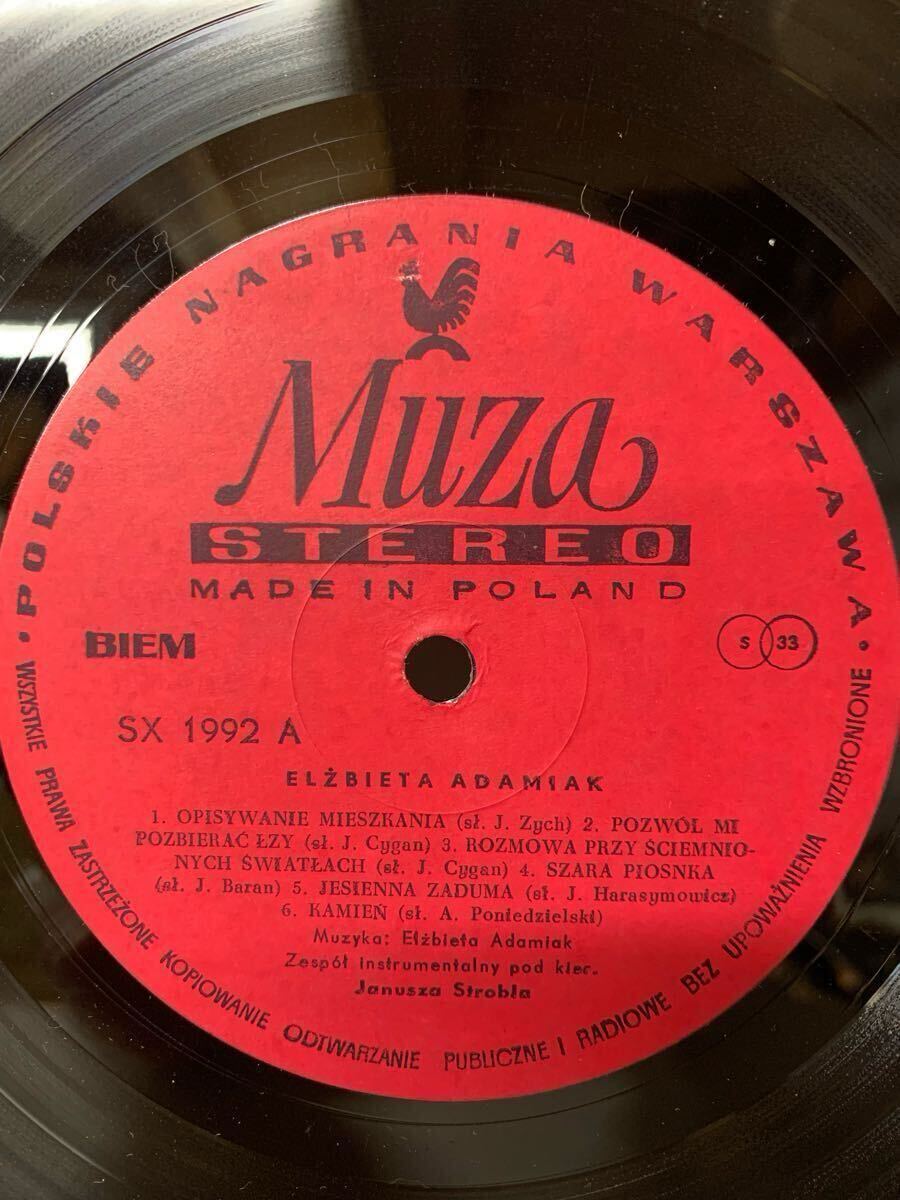 • POLSKIE NAGRANIA WARSZAWA •
Muza
STEREO
MADE IN POLAND
BIEM
S 33
SX 1992 A
ELŻBIETA ADAMIAK
1. OPISYWANIE MIESZKANIA (sł. J. Zych) 2. POZWÓL MI
POZBIERAĆ ŁZY (sł. J. Cygan) 3. ROZMOWA PRZY ŚCIEMNIO-
NYCH ŚWIATŁACH (sł. J. Cygan) 4. SZARA PIOSNKA
(sł. J. Baran) 5. JESIENNA ZADUMA (sł. J. Harasymowicz)
6. KAMIEŃ (sł. A. Poniedzielski)
Muzyka: Elżbieta Adamiak
Zespół instrumentalny pod kier.
Janusza Strobla
WSZYSTKIE PRAWA ZASTRZEŻONE KOPIOWANIE ODTWARZANIE PUBLICZNE I RADIOWE BEZ UPOWAŻNIENIA WZBRONIONE